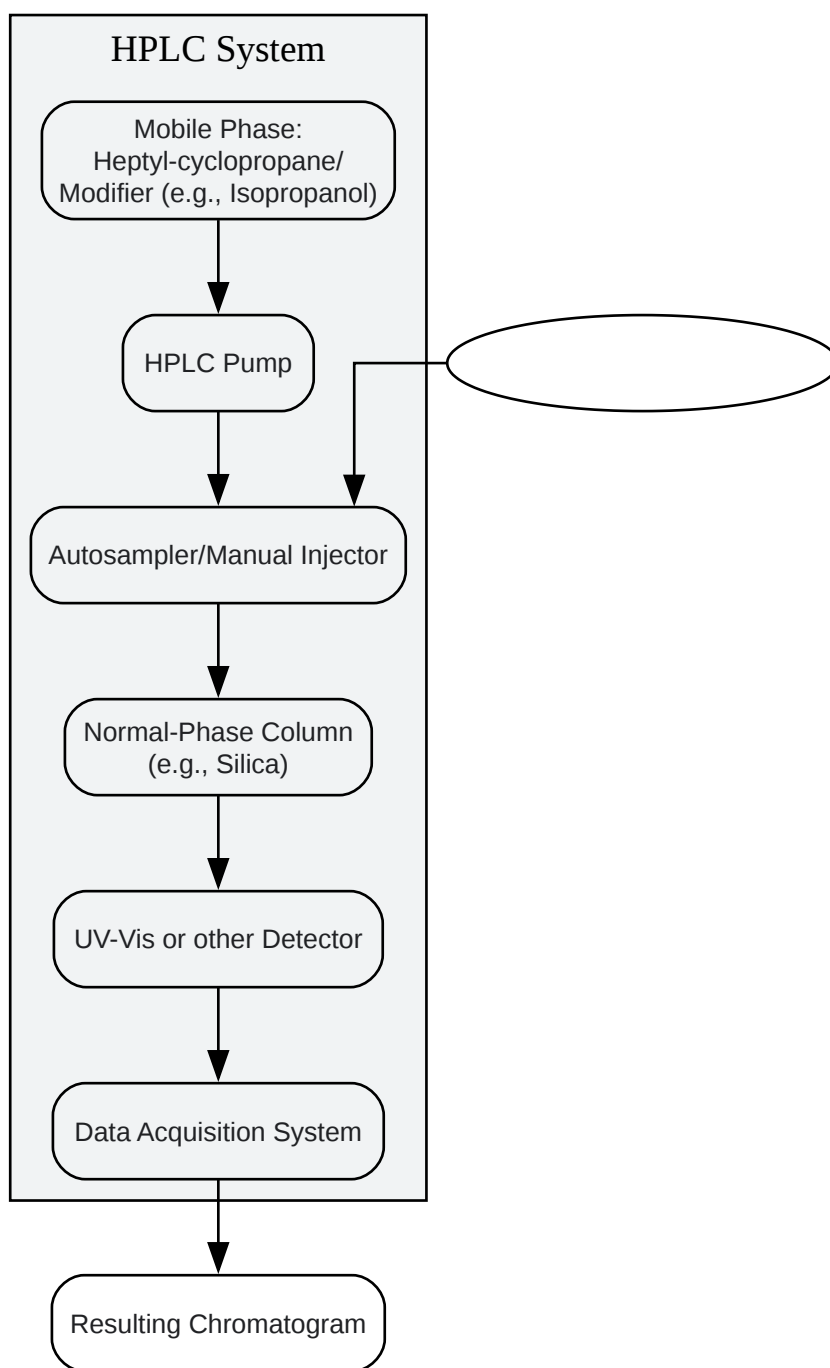 HPLC System
Mobile Phase:
Heptyl-cyclopropane/
Modifier (e.g., Isopropanol)
HPLC Pump
Autosampler/Manual Injector
Normal-Phase Column
(e.g., Silica)
UV-Vis or other Detector
Data Acquisition System
Resulting Chromatogram